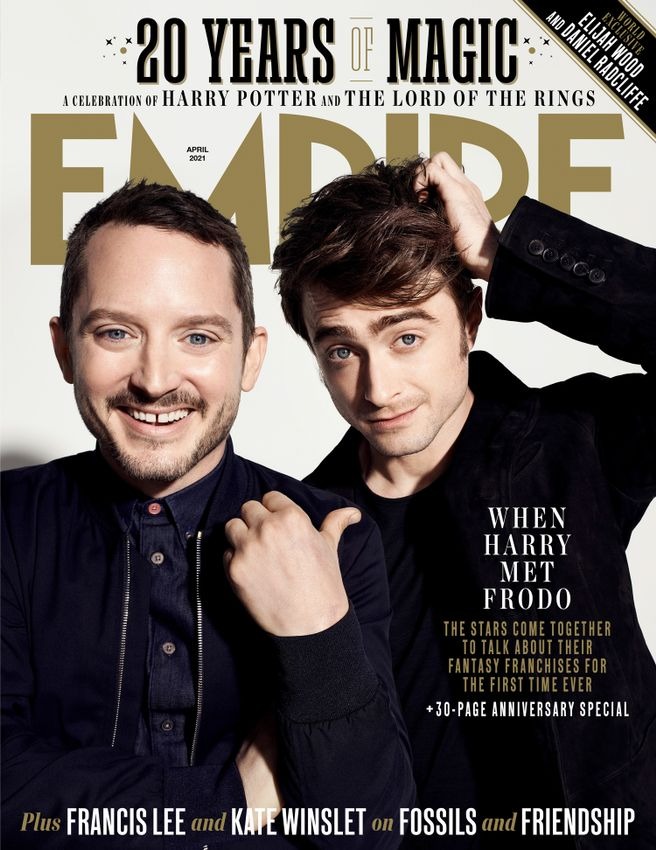 20 YEARS OF MAGIC
A CELEBRATION OF HARRY POTTER AND THE LORD OF THE RINGS
WORLD
EXCLUSIVE
ELIJAH WOOD
AND DANIEL RADCLIFFE
EMPIRE
APRIL
2021
WHEN
HARRY
MET
FRODO
THE STARS COME TOGETHER
TO TALK ABOUT THEIR
FANTASY FRANCHISES FOR
THE FIRST TIME EVER
+30-PAGE ANNIVERSARY SPECIAL
Plus FRANCIS LEE and KATE WINSLET on FOSSILS and FRIENDSHIP